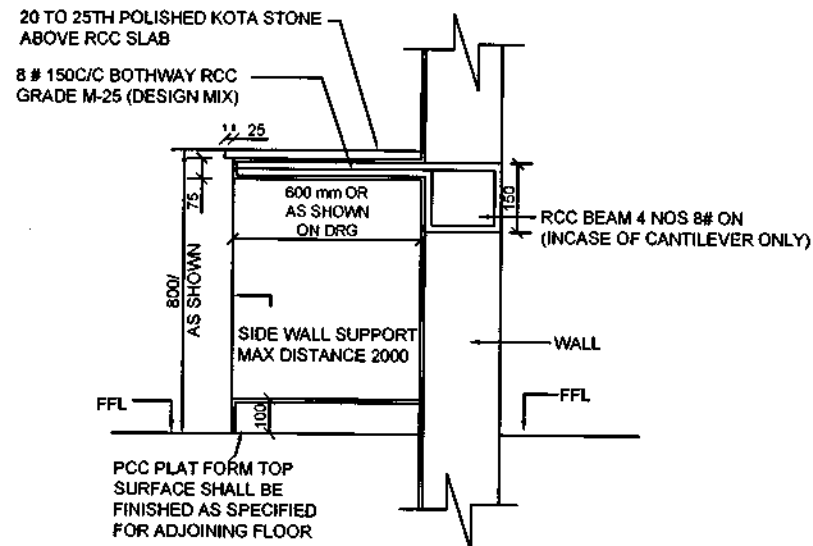 20 TO 25TH POLISHED KOTA STONE
ABOVE RCC SLAB
8 # 150C/C BOTHWAY RCC
GRADE M-25 (DESIGN MIX)
25
75
600 mm OR
AS SHOWN
ON DRG
150
RCC BEAM 4 NOS 8# ON
(INCASE OF CANTILEVER ONLY)
800/
AS SHOWN
SIDE WALL SUPPORT
MAX DISTANCE 2000
WALL
FFL
100
FFL
PCC PLAT FORM TOP
SURFACE SHALL BE
FINISHED AS SPECIFIED
FOR ADJOINING FLOOR